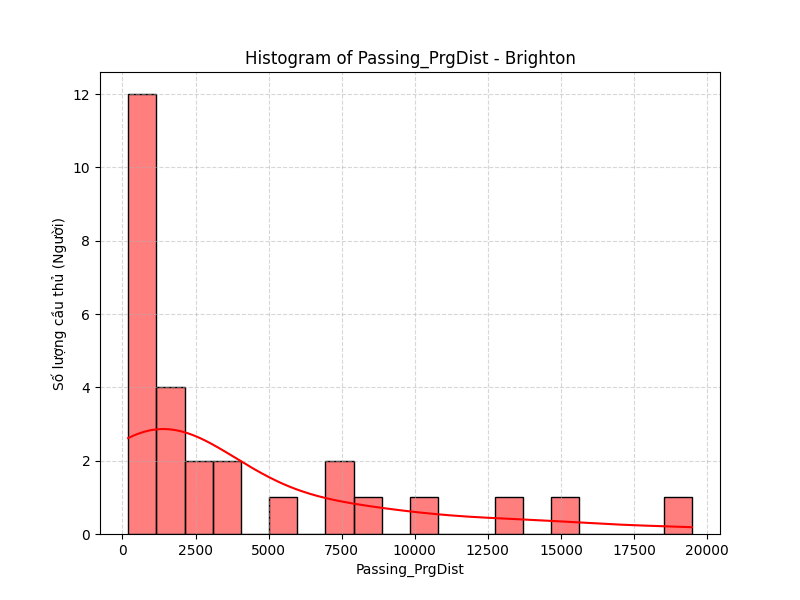 Histogram of Passing_PrgDist - Brighton
Số lượng cầu thủ (Người)
12
10
8
6
4
2
0
0 2500 5000 7500 10000 12500 15000 17500 20000
Passing_PrgDist